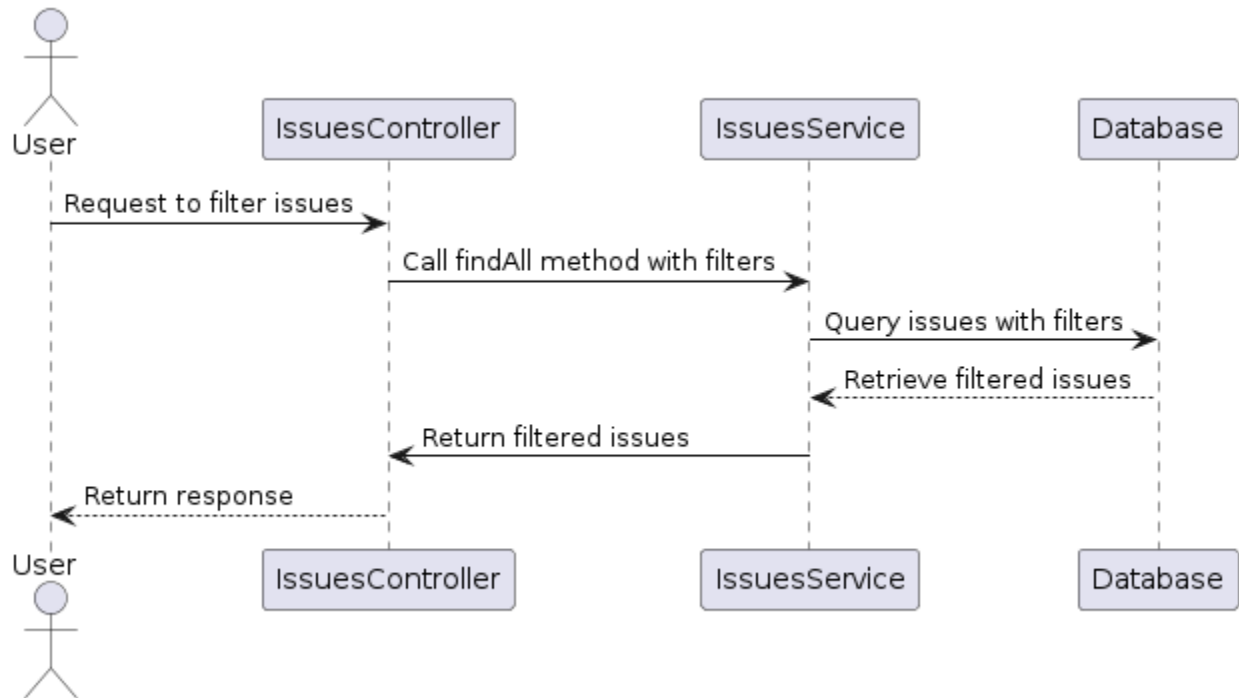 User
IssuesController
IssuesService
Database
Request to filter issues
Call findAll method with filters
Query issues with filters
Retrieve filtered issues
Return filtered issues
Return response
User
IssuesController
IssuesService
Database